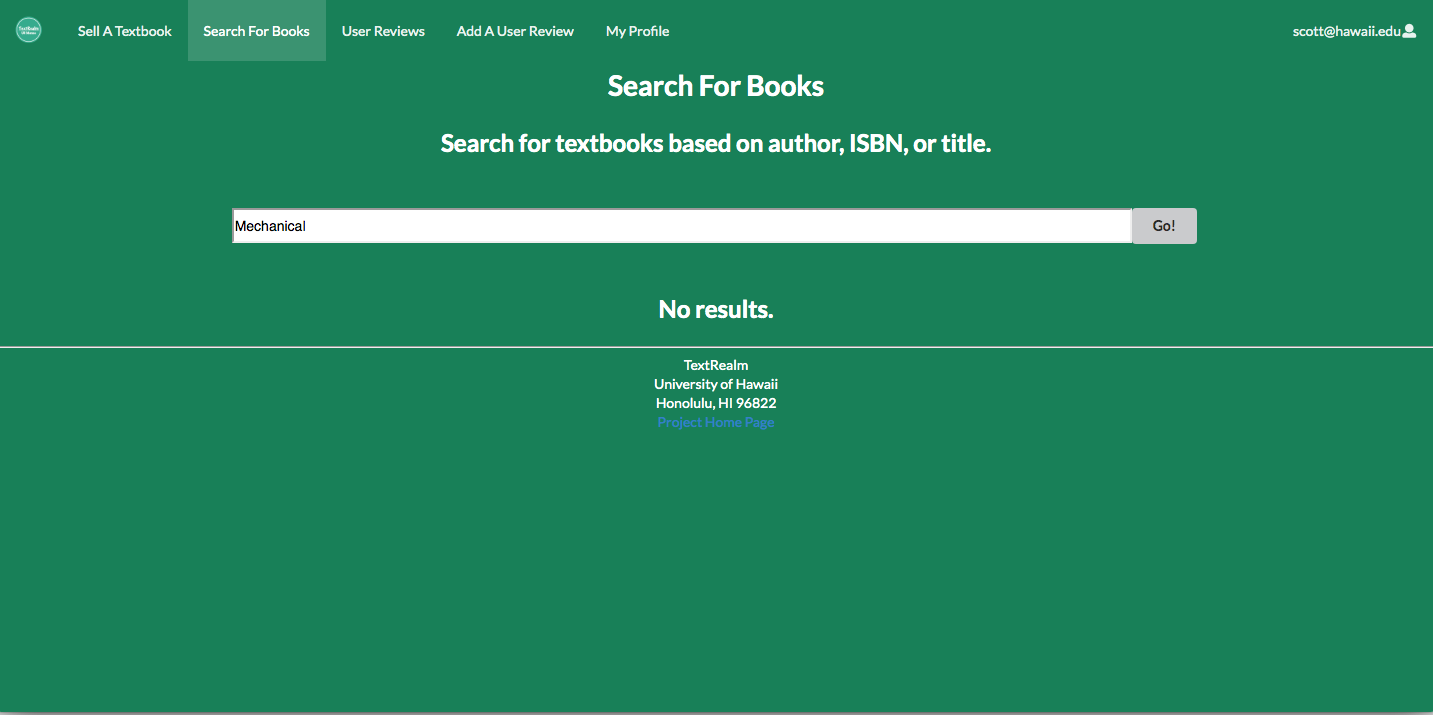 TextRealm
Sell A Textbook
Search For Books
User Reviews
Add A User Review
My Profile
scott@hawaii.edu
Search For Books
Search for textbooks based on author, ISBN, or title.
Mechanical
Go!
No results.
TextRealm
University of Hawaii
Honolulu, HI 96822
Project Home Page